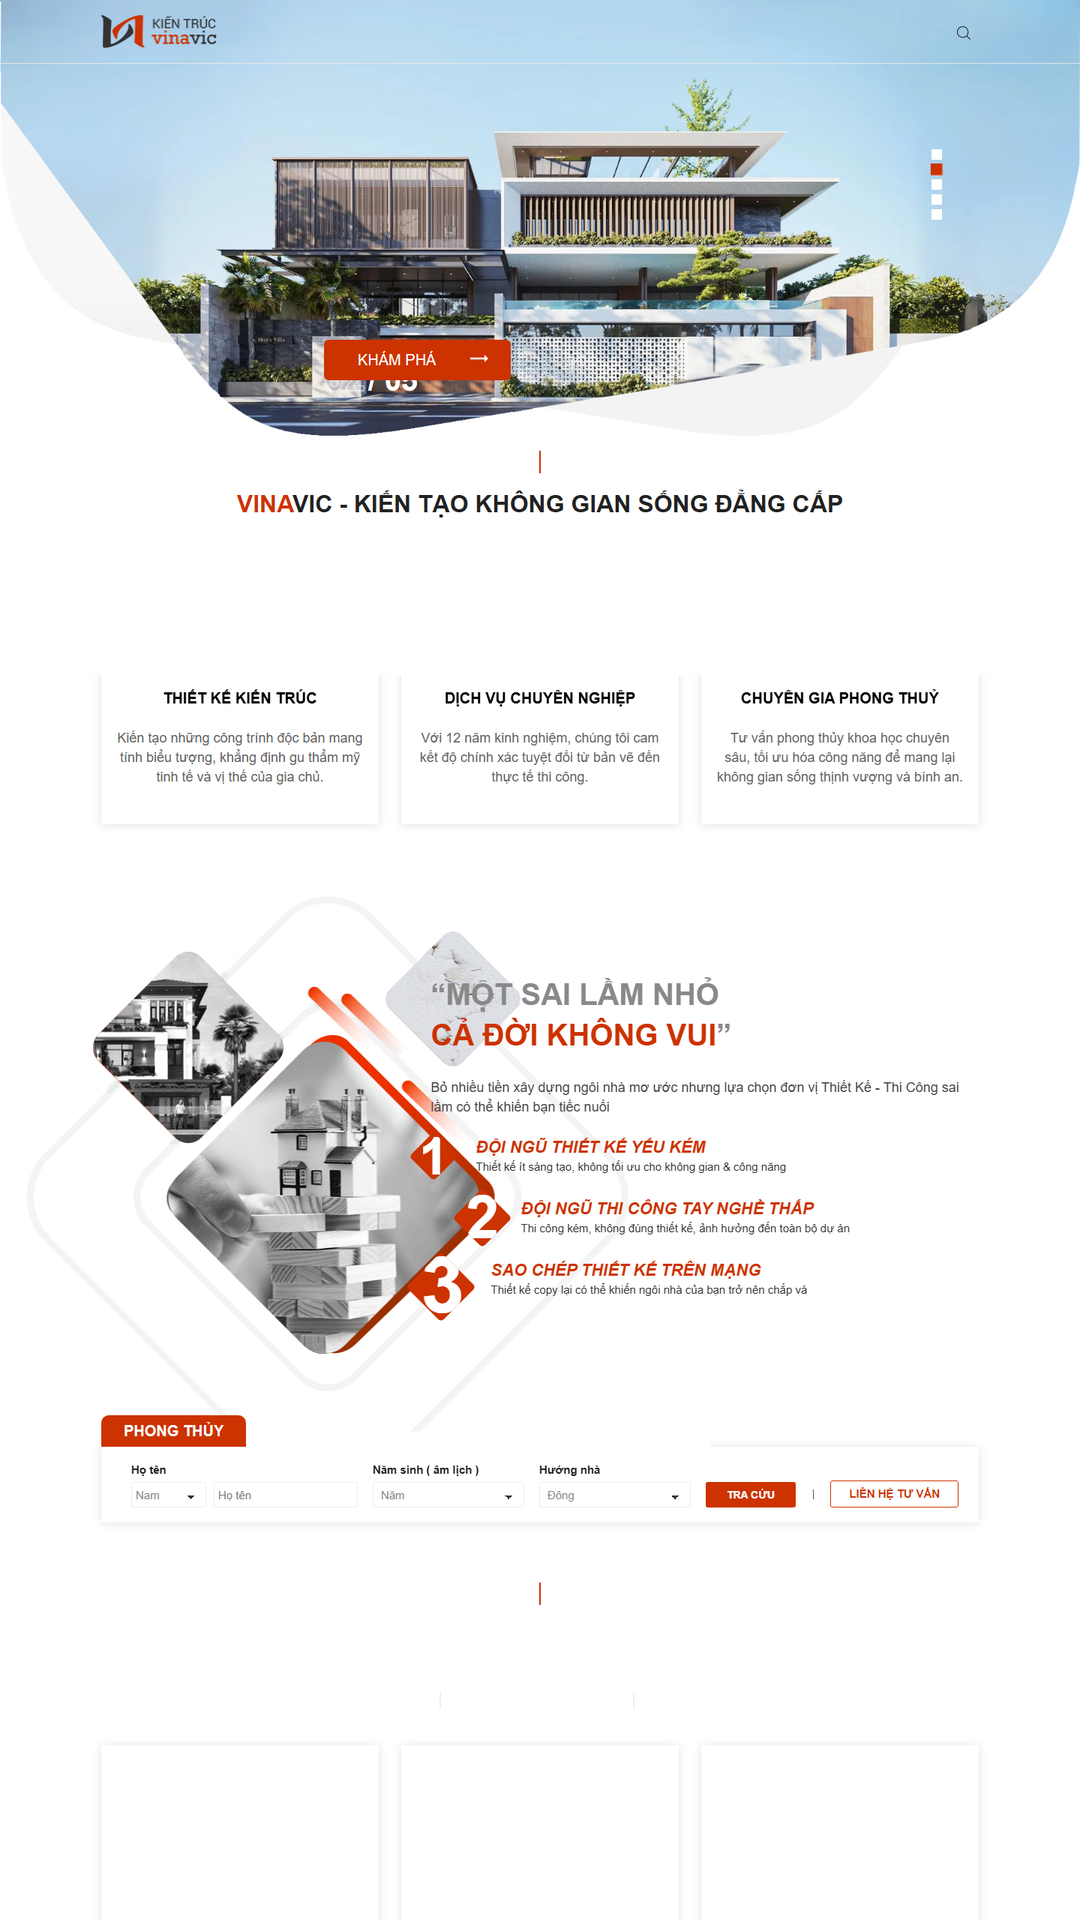 KIẾN TRÚC
vinavic
KHÁM PHÁ
/ 05
VINAVIC - KIẾN TẠO KHÔNG GIAN SỐNG ĐẲNG CẤP
THIẾT KẾ KIẾN TRÚC
Kiến tạo những công trình độc bản mang
tính biểu tượng, khẳng định gu thẩm mỹ
tinh tế và vị thế của gia chủ.
DỊCH VỤ CHUYÊN NGHIỆP
Với 12 năm kinh nghiệm, chúng tôi cam
kết độ chính xác tuyệt đối từ bản vẽ đến
thực tế thi công.
CHUYÊN GIA PHONG THUỶ
Tư vấn phong thủy khoa học chuyên
sâu, tối ưu hóa công năng để mang lại
không gian sống thịnh vượng và bình an.
“MỘT SAI LẦM NHỎ
CẢ ĐỜI KHÔNG VUI”
Bỏ nhiều tiền xây dựng ngôi nhà mơ ước nhưng lựa chọn đơn vị Thiết Kế - Thi Công sai
lầm có thể khiến bạn tiếc nuối
1
ĐỘI NGŨ THIẾT KẾ YẾU KÉM
Thiết kế ít sáng tạo, không tối ưu cho không gian & công năng
2
ĐỘI NGŨ THI CÔNG TAY NGHỀ THẤP
Thi công kém, không đúng thiết kế, ảnh hưởng đến toàn bộ dự án
3
SAO CHÉP THIẾT KẾ TRÊN MẠNG
Thiết kế copy lại có thể khiến ngôi nhà của bạn trở nên chắp vá
PHONG THỦY
Họ tên
Nam
Họ tên
Năm sinh ( âm lịch )
Năm
Hướng nhà
Đông
TRA CỨU
|
LIÊN HỆ TƯ VẤN